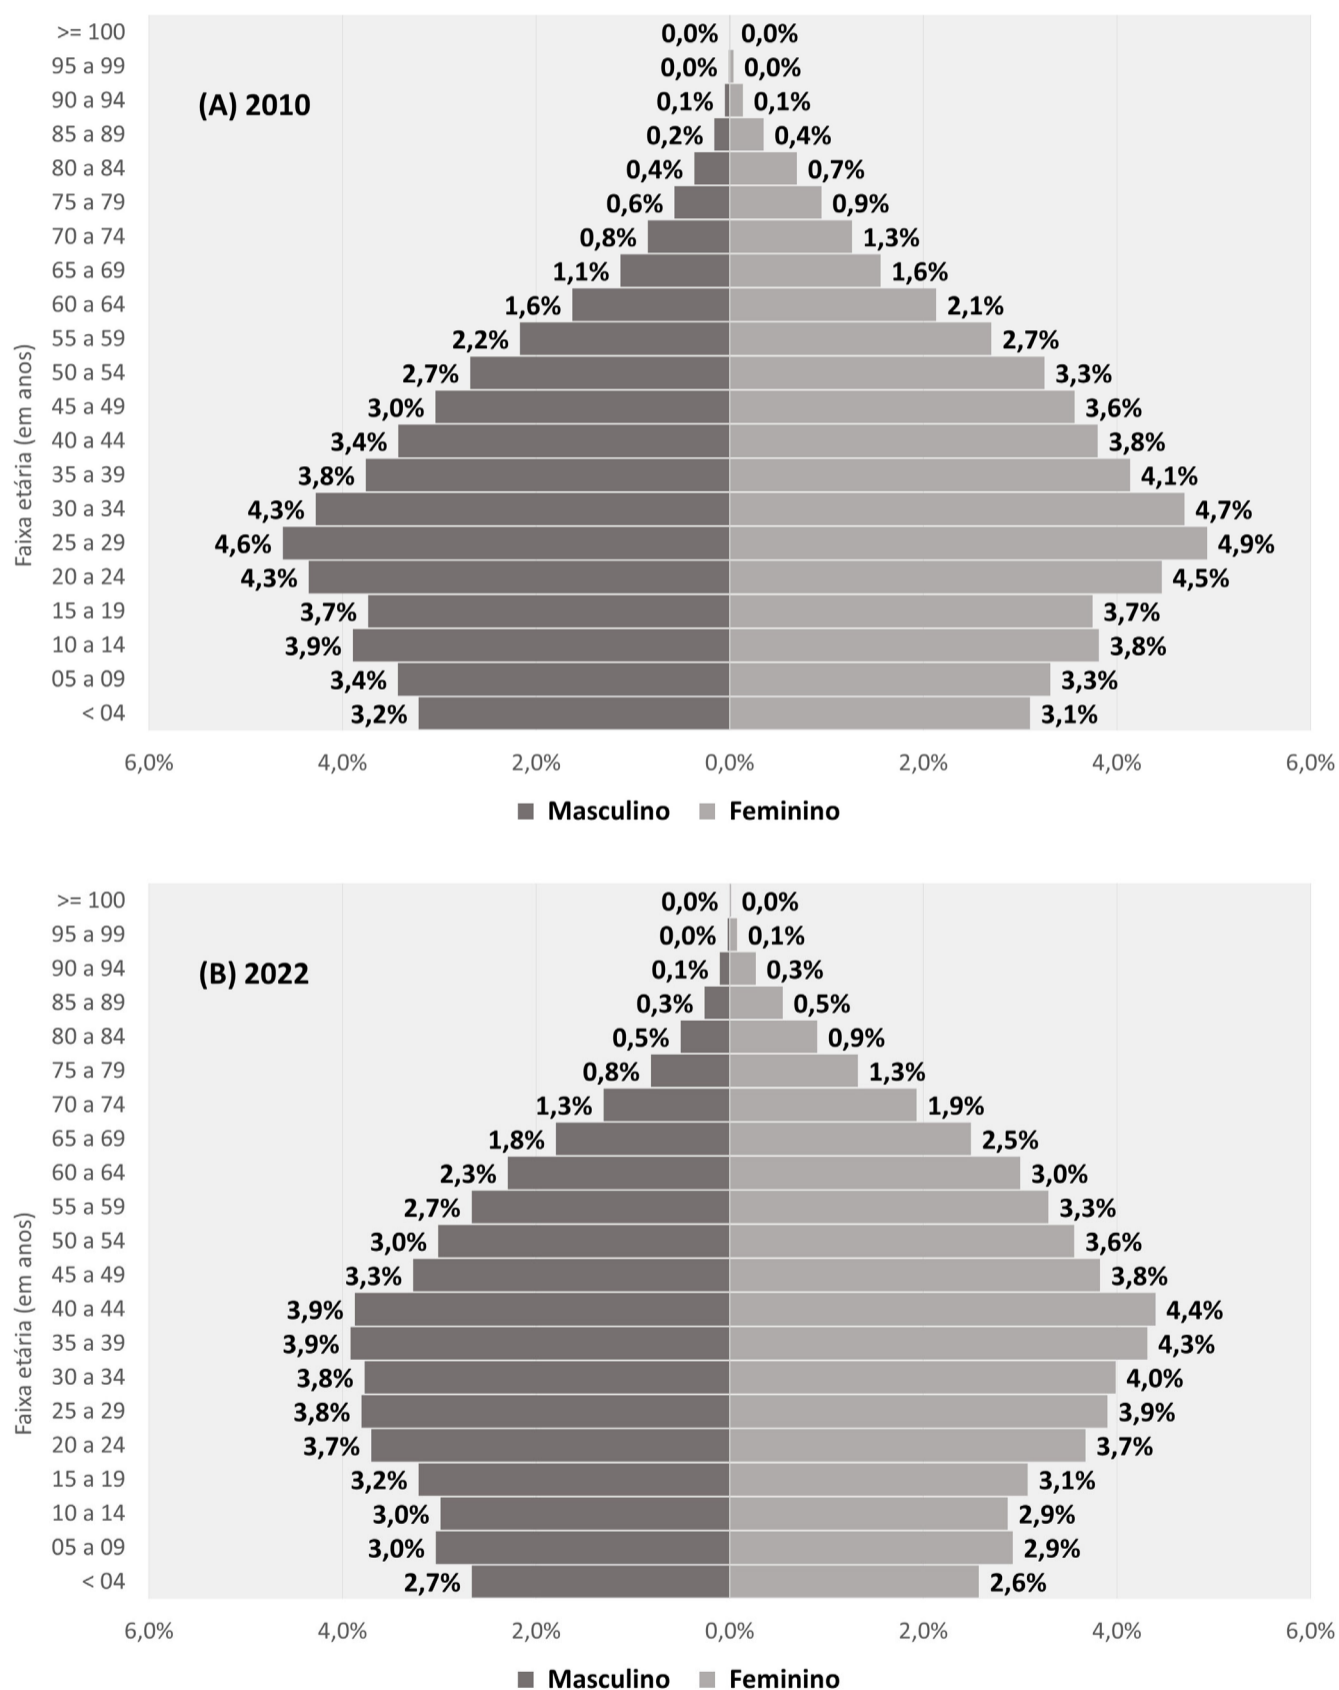 >= 100 0,0% 0,0%
95 a 99 0,0% 0,0%
(A) 2010
90 a 94 0,1% 0,1%
85 a 89 0,2% 0,4%
80 a 84 0,4% 0,7%
75 a 79 0,6% 0,9%
70 a 74 0,8% 1,3%
65 a 69 1,1% 1,6%
60 a 64 1,6% 2,1%
55 a 59 2,2% 2,7%
50 a 54 2,7% 3,3%
45 a 49 3,0% 3,6%
40 a 44 3,4% 3,8%
35 a 39 3,8% 4,1%
30 a 34 4,3% 4,7%
25 a 29 4,6% 4,9%
20 a 24 4,3% 4,5%
15 a 19 3,7% 3,7%
10 a 14 3,9% 3,8%
05 a 09 3,4% 3,3%
< 04 3,2% 3,1%
Faixa etária (em anos)
6,0% 4,0% 2,0% 0,0% 2,0% 4,0% 6,0%
Masculino Feminino
>= 100 0,0% 0,0%
95 a 99 0,0% 0,1%
(B) 2022
90 a 94 0,1% 0,3%
85 a 89 0,3% 0,5%
80 a 84 0,5% 0,9%
75 a 79 0,8% 1,3%
70 a 74 1,3% 1,9%
65 a 69 1,8% 2,5%
60 a 64 2,3% 3,0%
55 a 59 2,7% 3,3%
50 a 54 3,0% 3,6%
45 a 49 3,3% 3,8%
40 a 44 3,9% 4,4%
35 a 39 3,9% 4,3%
30 a 34 3,8% 4,0%
25 a 29 3,8% 3,9%
20 a 24 3,7% 3,7%
15 a 19 3,2% 3,1%
10 a 14 3,0% 2,9%
05 a 09 3,0% 2,9%
< 04 2,7% 2,6%
Faixa etária (em anos)
6,0% 4,0% 2,0% 0,0% 2,0% 4,0% 6,0%
Masculino Feminino